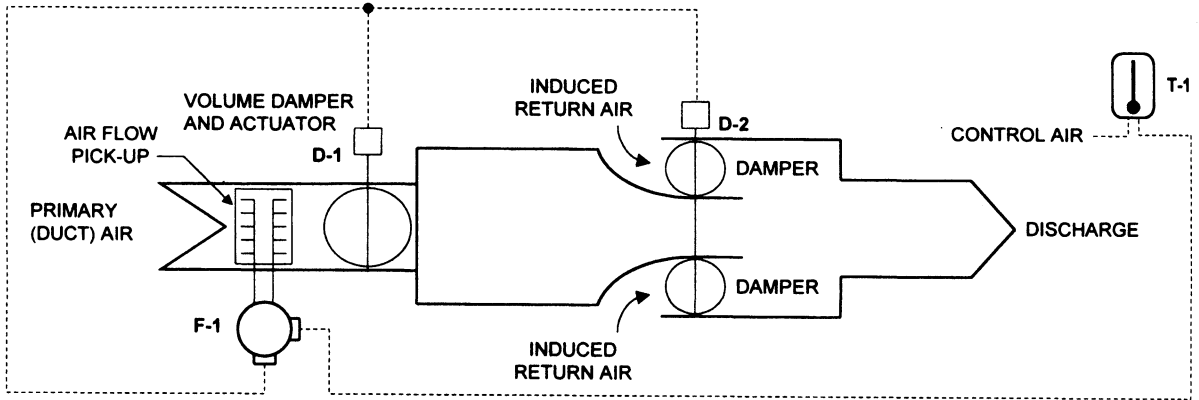 INDUCED
RETURN AIR
T-1
VOLUME DAMPER
AND ACTUATOR
D-2
AIR FLOW
PICK-UP
D-1
CONTROL AIR
DAMPER
PRIMARY
(DUCT) AIR
DISCHARGE
DAMPER
F-1
INDUCED
RETURN AIR